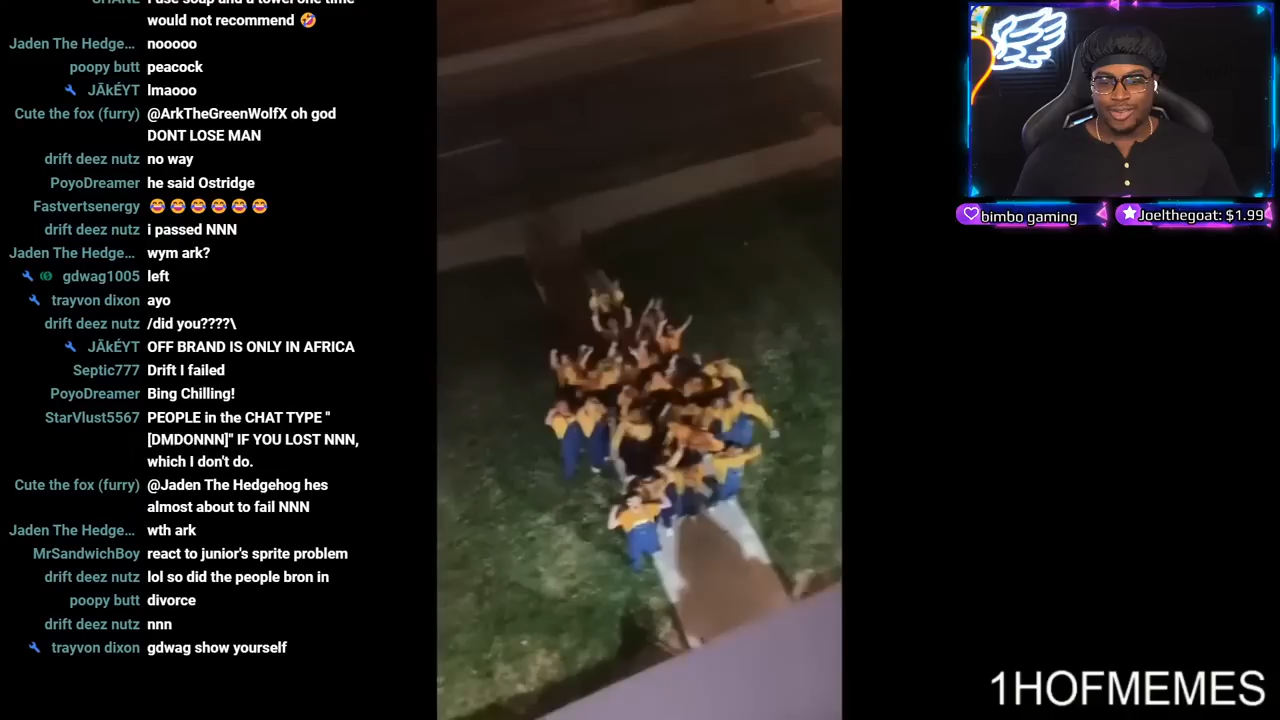 would not recommend 🤣
Jaden The Hedge... nooooo
poopy butt peacock
JĀkÉYT lmaooo
Cute the fox (furry) @ArkTheGreenWolfX oh god
DONT LOSE MAN
drift deez nutz no way
PoyoDreamer he said Ostridge
Fastvertsenergy 😂 😂 😂 😂 😂 😂
drift deez nutz i passed NNN
Jaden The Hedge... wym ark?
gdwag1005 left
trayvon dixon ayo
drift deez nutz /did you????\
JĀkÉYT OFF BRAND IS ONLY IN AFRICA
Septic777 Drift I failed
PoyoDreamer Bing Chilling!
StarVlust5567 PEOPLE in the CHAT TYPE "
[DMDONNN]" IF YOU LOST NNN,
which I don't do.
Cute the fox (furry) @Jaden The Hedgehog hes
almost about to fail NNN
Jaden The Hedge... wth ark
MrSandwichBoy react to junior's sprite problem
drift deez nutz lol so did the people bron in
poopy butt divorce
drift deez nutz nnn
trayvon dixon gdwag show yourself
bimbo gaming
Joelthegoat: $1.99
1HOFMEMES